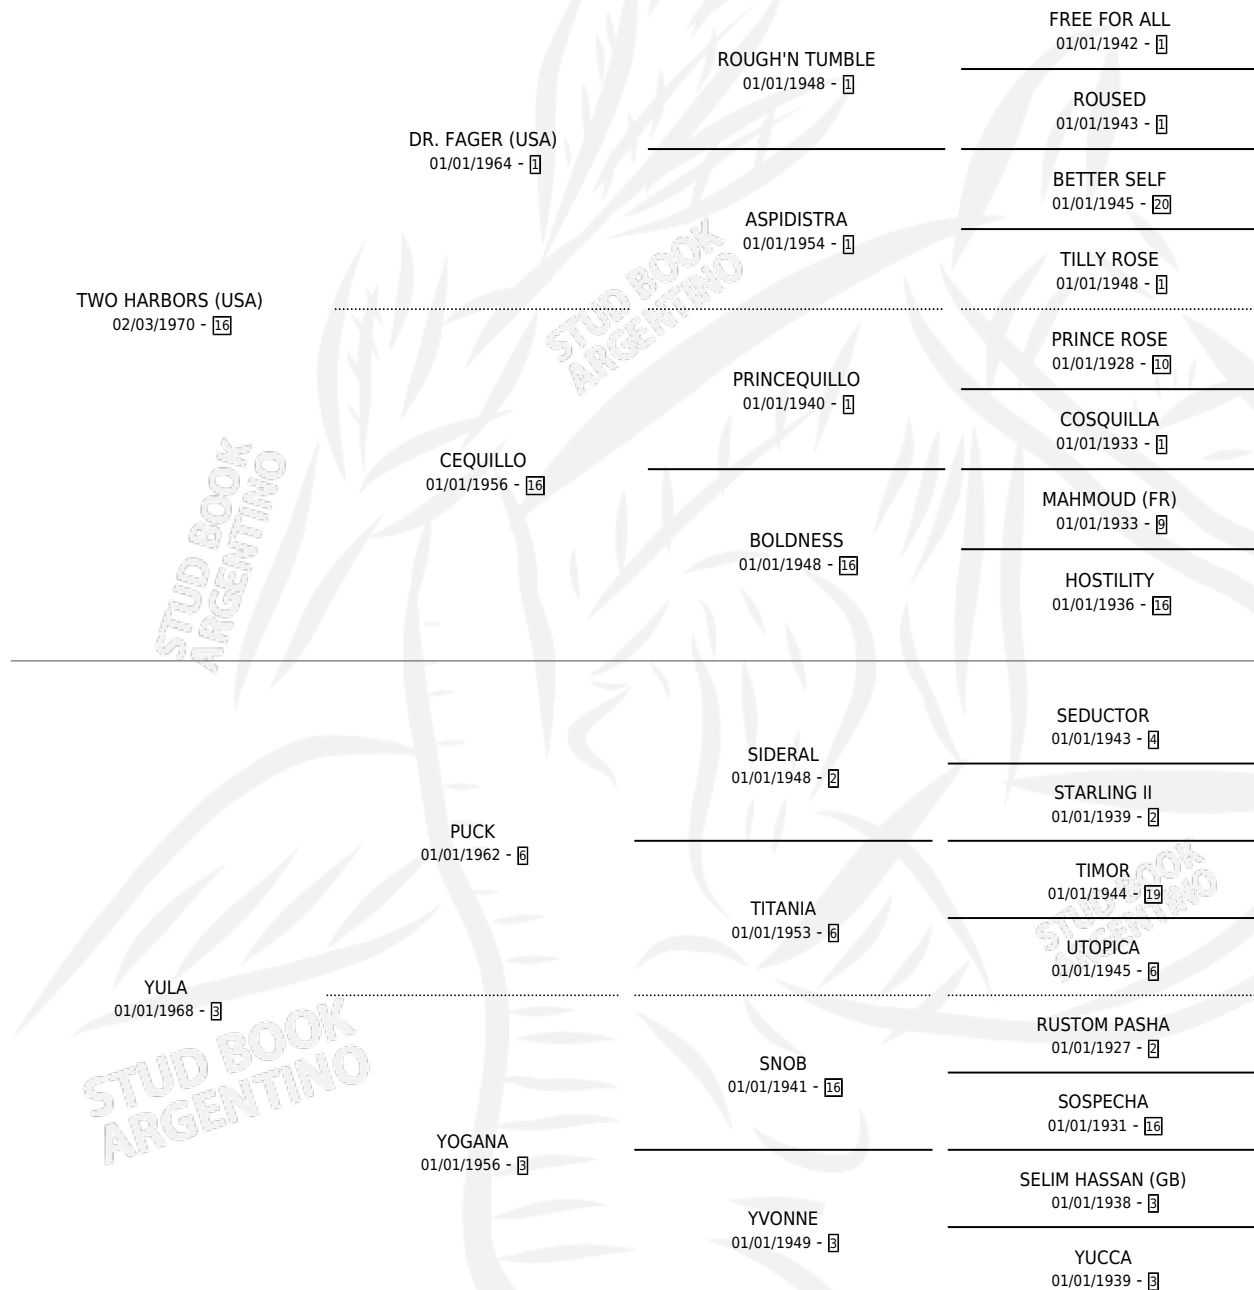 FREE FOR ALL
01/01/1942 - 1
ROUGH'N TUMBLE
01/01/1948 - 1
ROUSED
01/01/1943 - 1
DR. FAGER (USA)
01/01/1964 - 1
BETTER SELF
01/01/1945 - 20
ASPIDISTRA
01/01/1954 - 1
TILLY ROSE
01/01/1948 - 1
TWO HARBORS (USA)
02/03/1970 - 16
STUD BOOK
ARGENTINO
PRINCE ROSE
01/01/1928 - 10
PRINCEQUILLO
01/01/1940 - 1
COSQUILLA
01/01/1933 - 1
CEQUILLO
01/01/1956 - 16
MAHMOUD (FR)
01/01/1933 - 9
BOLDNESS
01/01/1948 - 16
HOSTILITY
01/01/1936 - 16
STUD BOOK
ARGENTINO
SEDUCTOR
01/01/1943 - 4
SIDERAL
01/01/1948 - 2
STARLING II
01/01/1939 - 2
PUCK
01/01/1962 - 6
TIMOR
01/01/1944 - 19
TITANIA
01/01/1953 - 6
UTOPICA
01/01/1945 - 6
STUD BOOK
ARGENTINO
YULA
01/01/1968 - 3
RUSTOM PASHA
01/01/1927 - 2
SNOB
01/01/1941 - 16
SOSPECHA
01/01/1931 - 16
STUD BOOK
ARGENTINO
YOGANA
01/01/1956 - 3
SELIM HASSAN (GB)
01/01/1938 - 3
YVONNE
01/01/1949 - 3
YUCCA
01/01/1939 - 3